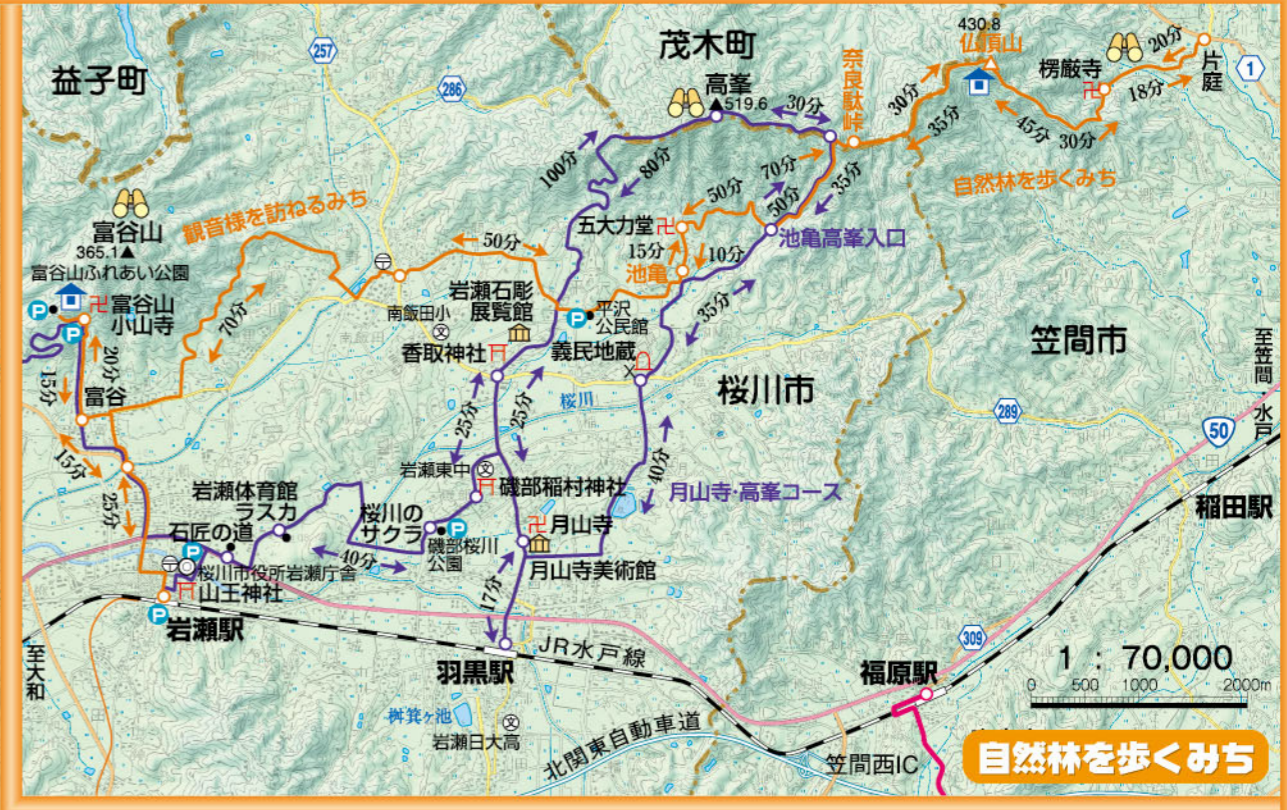 益子町
257
286
茂木町
高峯
519.6
30分
奈良駄峠
430.8
仏頂山
楞厳寺
20分
18分
片庭
1
30分
35分
45分
30分
自然林を歩くみち
100分
80分
70分
50分
35分
50分
五大力堂
15分
10分
池亀
池亀高峯入口
観音様を訪ねるみち
富谷山
365.1
富谷山ふれあい公園
P
富谷山
小山寺
P
20分
15分
富谷
70分
50分
南飯田小
文
岩瀬石彫
展覧館
P
平沢
公民館
香取神社
義民地蔵
35分
笠間市
桜川市
至笠間・水戸
289
50
桜川
25分
25分
15分
25分
岩瀬東中
文
磯部稲村神社
40分
月山寺・高峯コース
稲田駅
岩瀬体育館
ラスカ
石匠の道
桜川の
サクラ
P
磯部桜川
公園
月山寺
月山寺美術館
P
40分
桜川市役所岩瀬庁舎
山王神社
P
岩瀬駅
17分
羽黒駅
JR水戸線
至大和
桝箕ヶ池
文
岩瀬日大高
北関東自動車道
笠間西IC
福原駅
309
1 : 70,000
0 500 1000 2000m
自然林を歩くみち